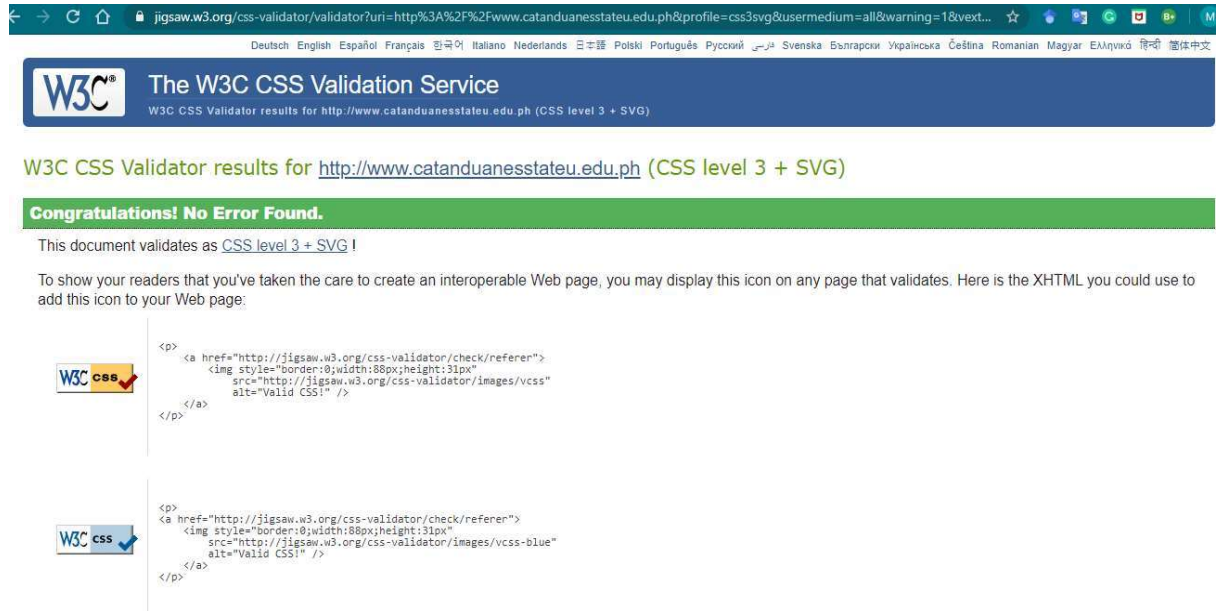 jigsaw.w3.org/css-validator/validator?uri=http%3A%2F%2Fwww.catanduanesstateu.edu.ph&profile=css3svg&usermedium=all&warning=1&vext...
Deutsch English Español Français 한국어 Italiano Nederlands 日本語 Polski Português Русский فارسی Svenska Български Українська Čeština Romanian Magyar Ελληνικά हिन्दी 简体中文
W3C® The W3C CSS Validation Service
W3C CSS Validator results for http://www.catanduanesstateu.edu.ph (CSS level 3 + SVG)
W3C CSS Validator results for http://www.catanduanesstateu.edu.ph (CSS level 3 + SVG)
Congratulations! No Error Found.
This document validates as CSS level 3 + SVG !
To show your readers that you've taken the care to create an interoperable Web page, you may display this icon on any page that validates. Here is the XHTML you could use to
add this icon to your Web page:
<p>
<a href="http://jigsaw.w3.org/css-validator/check/referer">
<img style="border:0;width:88px;height:31px"
W3C css
src="http://jigsaw.w3.org/css-validator/images/vcss"
alt="Valid CSS!" />
</a>
</p>
<p>
<a href="http://jigsaw.w3.org/css-validator/check/referer">
<img style="border:0;width:88px;height:31px"
W3C css
src="http://jigsaw.w3.org/css-validator/images/vcss-blue"
alt="Valid CSS!" />
</a>
</p>